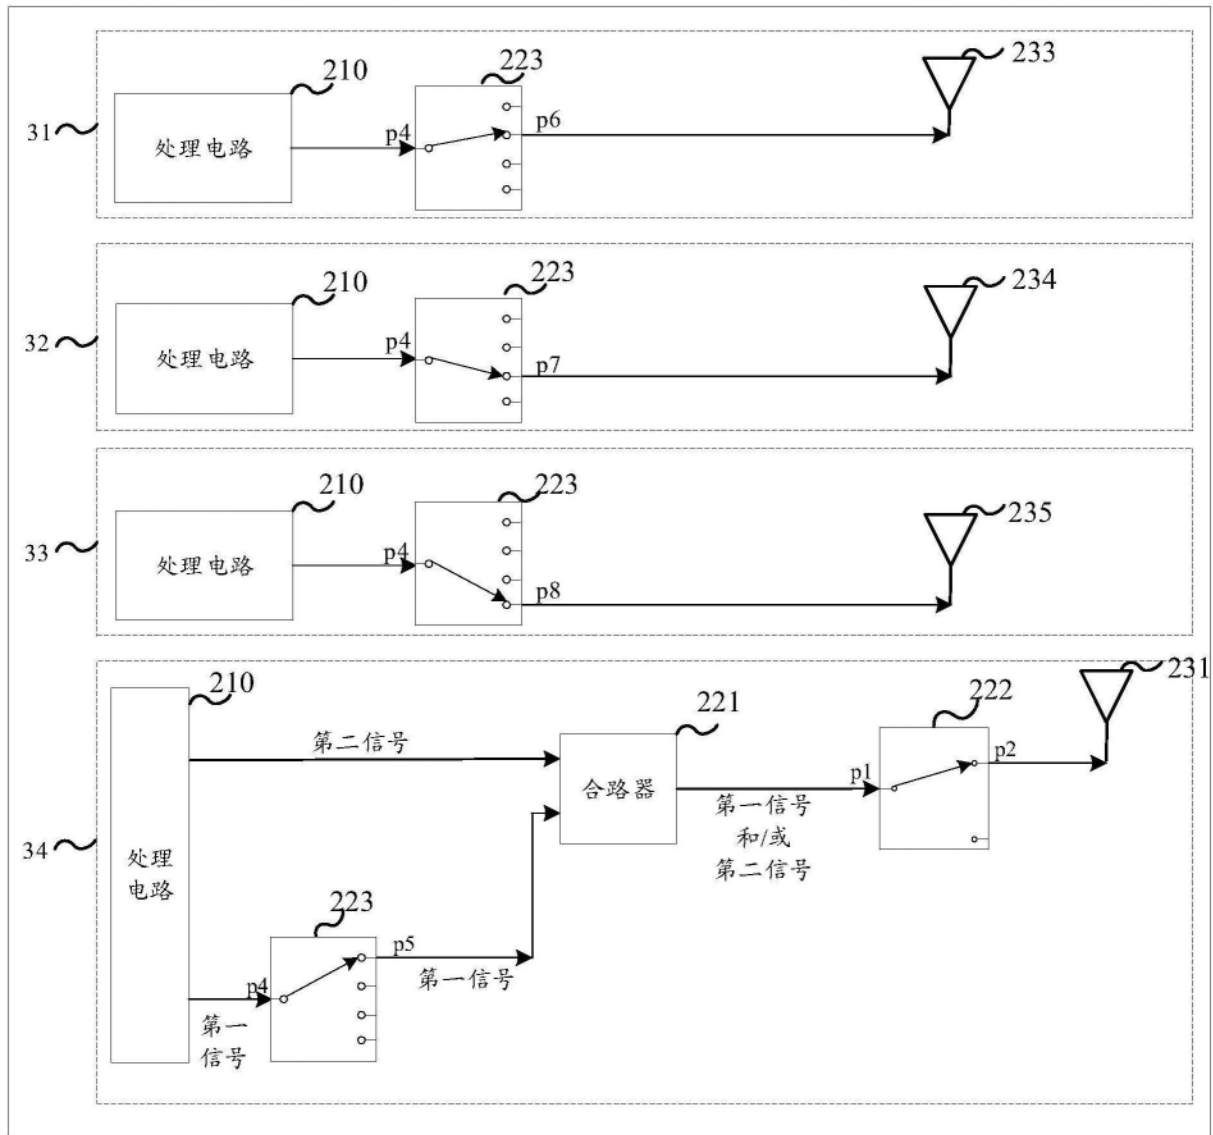 31
处理电路
210
p4
223
p6
233
32
处理电路
210
p4
223
p7
234
33
处理电路
210
p4
223
p8
235
34
210
处理
电路
第二信号
221
合路器
p1
222
p2
231
第一信号
和/或
第二信号
223
p4
p5
第一信号
第一
信号